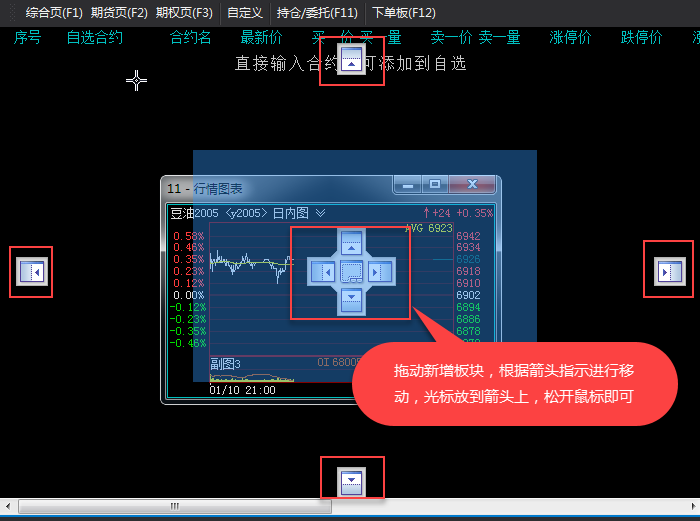 综合页(F1) 期货页(F2) 期权页(F3) 自定义 持仓/委托(F11) 下单板(F12)
序号 自选合约 合约名 最新价 买 价 买 量 卖一价 卖一量 涨停价 跌停价
直接输入合约 可添加到自选
11 - 行情图表
豆油2005 <y2005> 日内图 ↑+24 +0.35%
AVG 6923
0.58% 6942
0.46% 6934
0.35% 6926
0.23% 6918
0.12% 6910
0.00% 6902
-0.12% 6894
-0.23% 6886
-0.35% 6878
-0.46%
副图3 OI 68005
01/10 21:00
拖动新增板块，根据箭头指示进行移
动，光标放到箭头上，松开鼠标即可